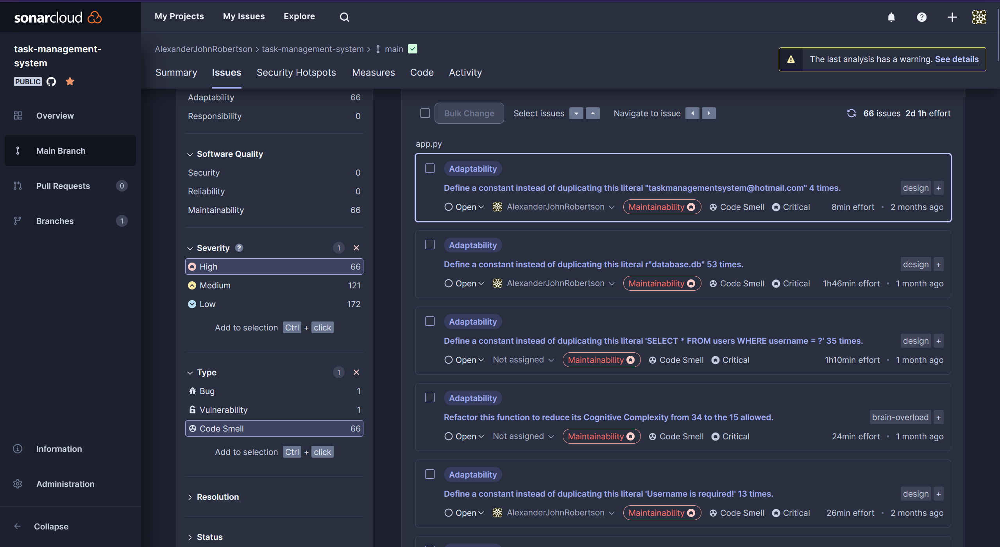 sonarcloud
My Projects My Issues Explore
task-management-
system
PUBLIC
Overview
Main Branch
Pull Requests 0
Branches 1
Information
Administration
Collapse
AlexanderJohnRobertson > task-management-system > main
The last analysis has a warning. See details
Summary Issues Security Hotspots Measures Code Activity
Adaptability 66
Responsibility 0
Software Quality
Security 0
Reliability 0
Maintainability 66
Severity ? 1
High 66
Medium 121
Low 172
Add to selection Ctrl + click
Type 1
Bug 1
Vulnerability 1
Code Smell 66
Add to selection Ctrl + click
Resolution
Status
Bulk Change Select issues Navigate to issue 66 issues 2d 1h effort
app.py
Adaptability
Define a constant instead of duplicating this literal "taskmanagementsystem@hotmail.com" 4 times. design +
Open AlexanderJohnRobertson Maintainability Code Smell Critical 8min effort • 2 months ago
Adaptability
Define a constant instead of duplicating this literal r"database.db" 53 times. design +
Open AlexanderJohnRobertson Maintainability Code Smell Critical 1h46min effort • 1 month ago
Adaptability
Define a constant instead of duplicating this literal 'SELECT * FROM users WHERE username = ?' 35 times. design +
Open Not assigned Maintainability Code Smell Critical 1h10min effort • 1 month ago
Adaptability
Refactor this function to reduce its Cognitive Complexity from 34 to the 15 allowed. brain-overload +
Open Not assigned Maintainability Code Smell Critical 24min effort • 1 month ago
Adaptability
Define a constant instead of duplicating this literal 'Username is required!' 13 times. design +
Open AlexanderJohnRobertson Maintainability Code Smell Critical 26min effort • 2 months ago